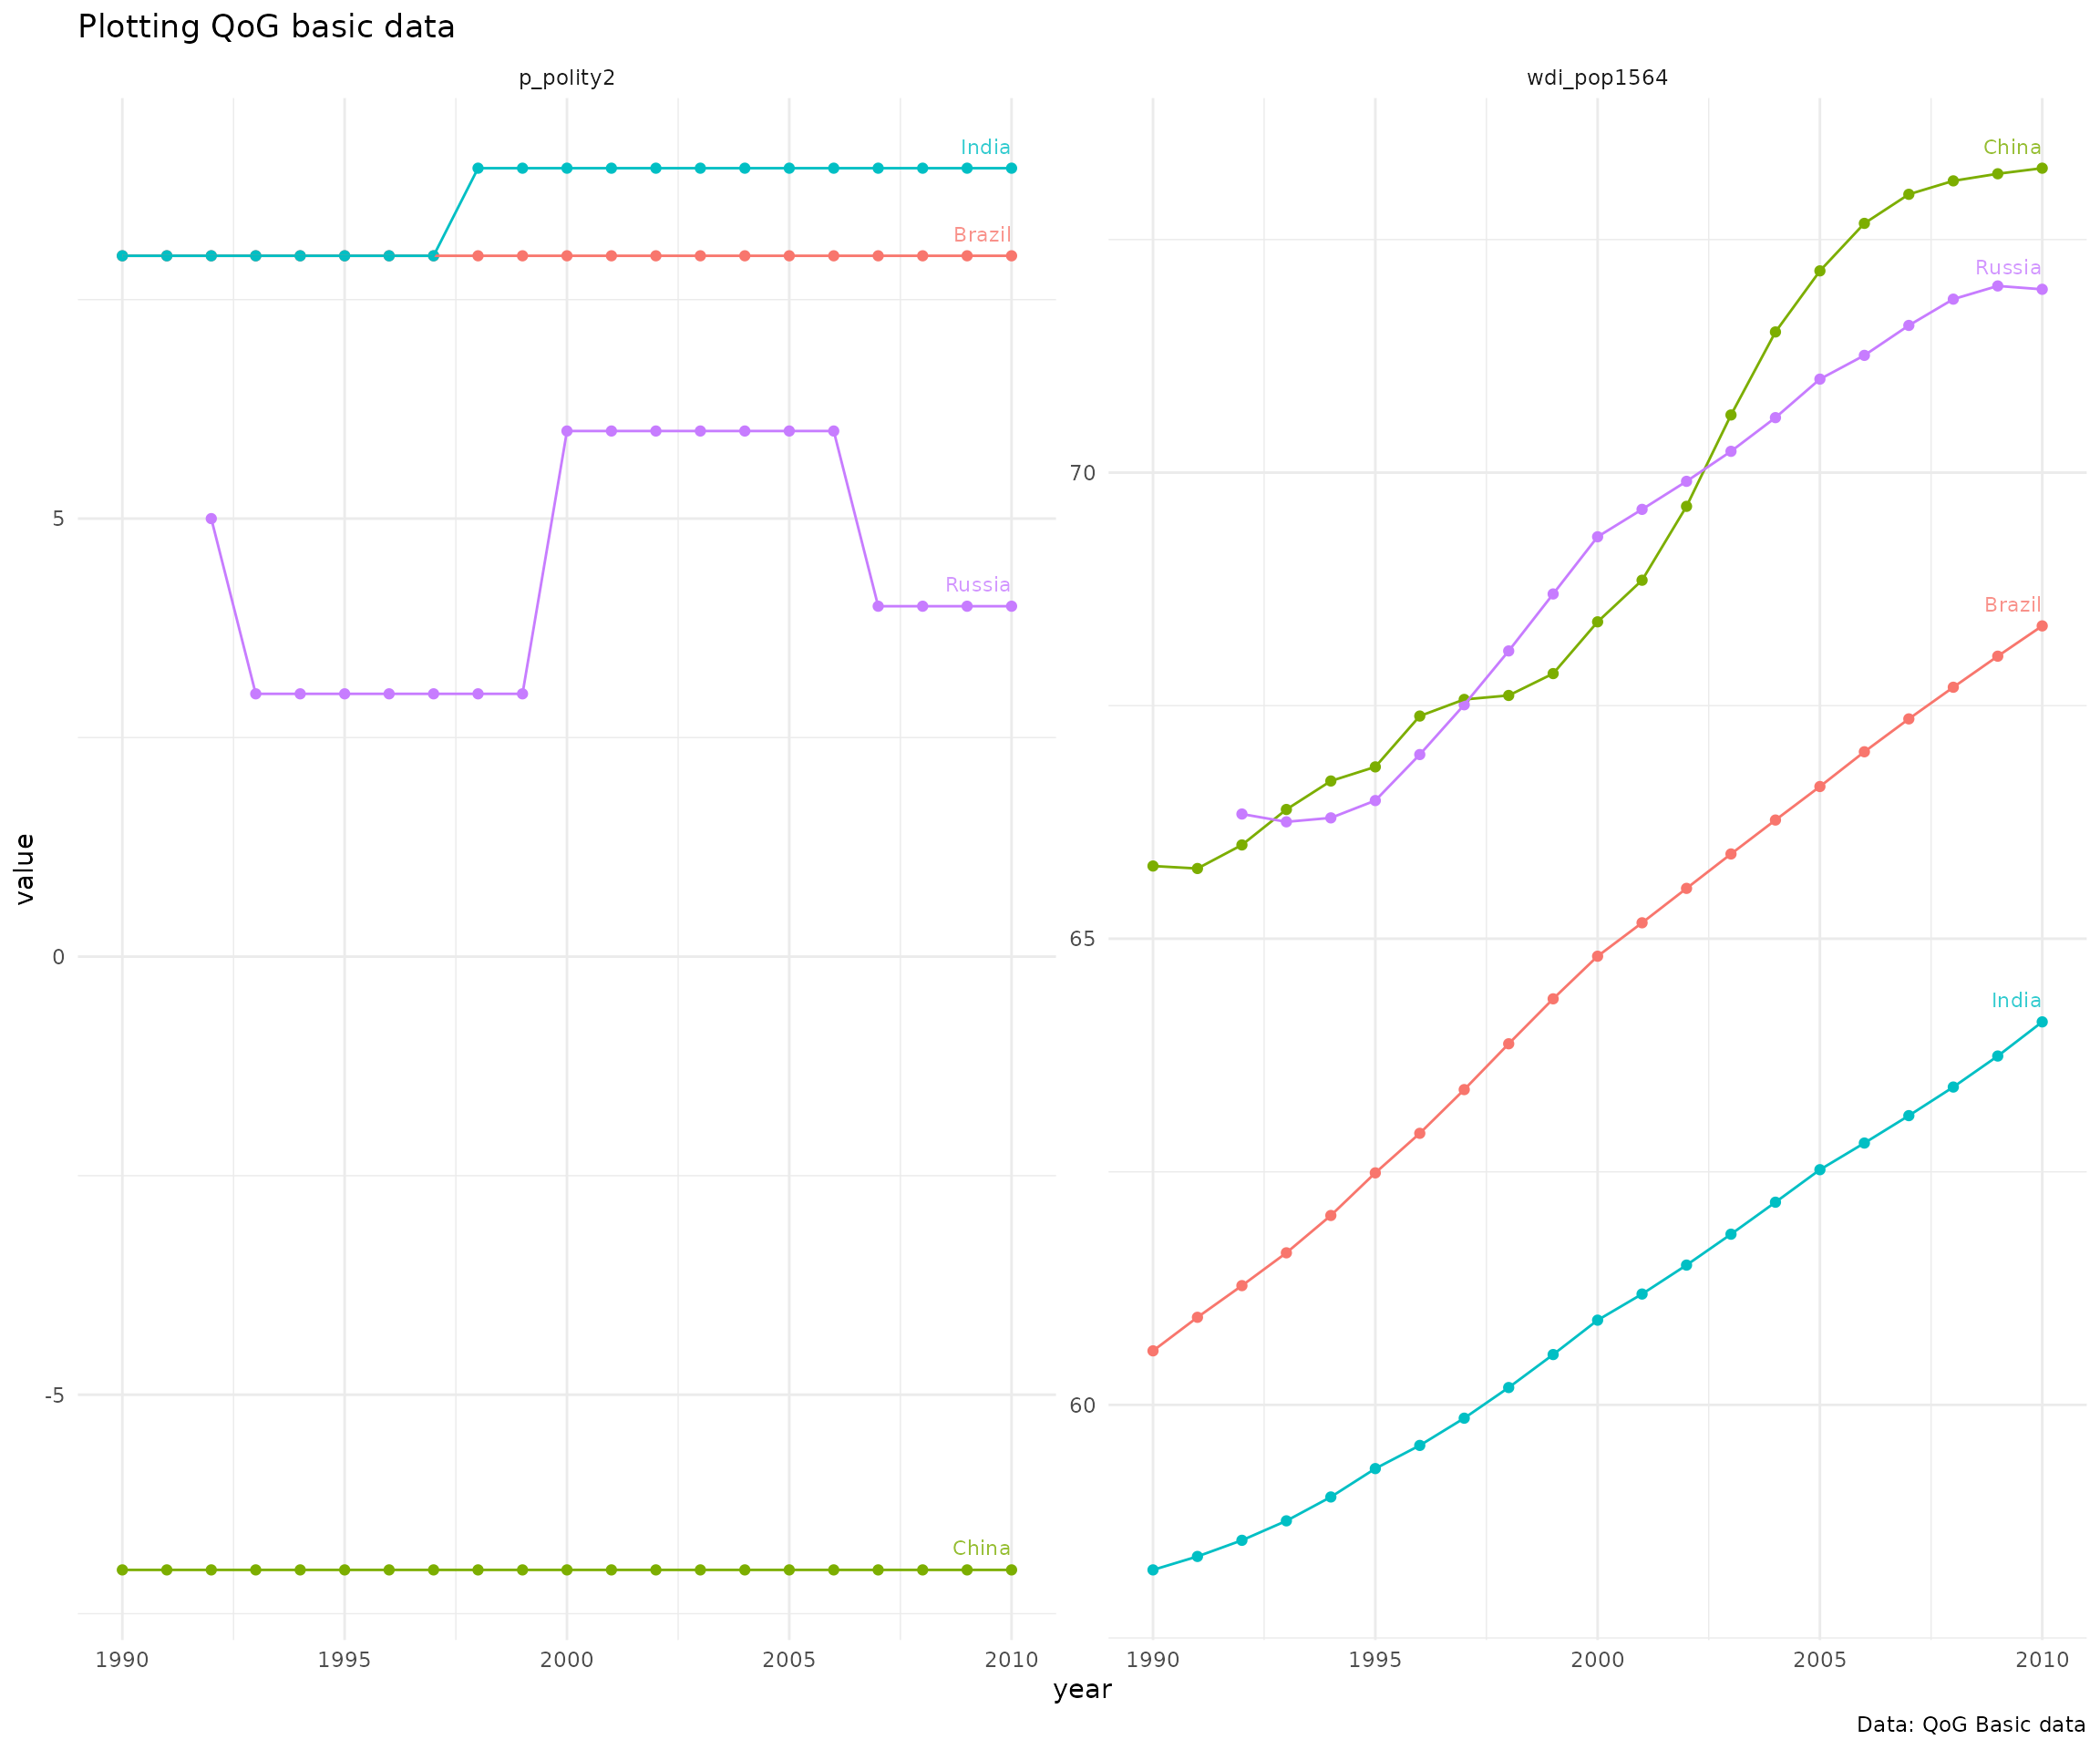 Plotting QoG basic data
p_polity2
wdi_pop1564
India
Brazil
Russia
China
China
Russia
Brazil
India
5
0
-5
70
65
60
value
1990 1995 2000 2005 2010
1990 1995 2000 2005 2010
year
Data: QoG Basic data